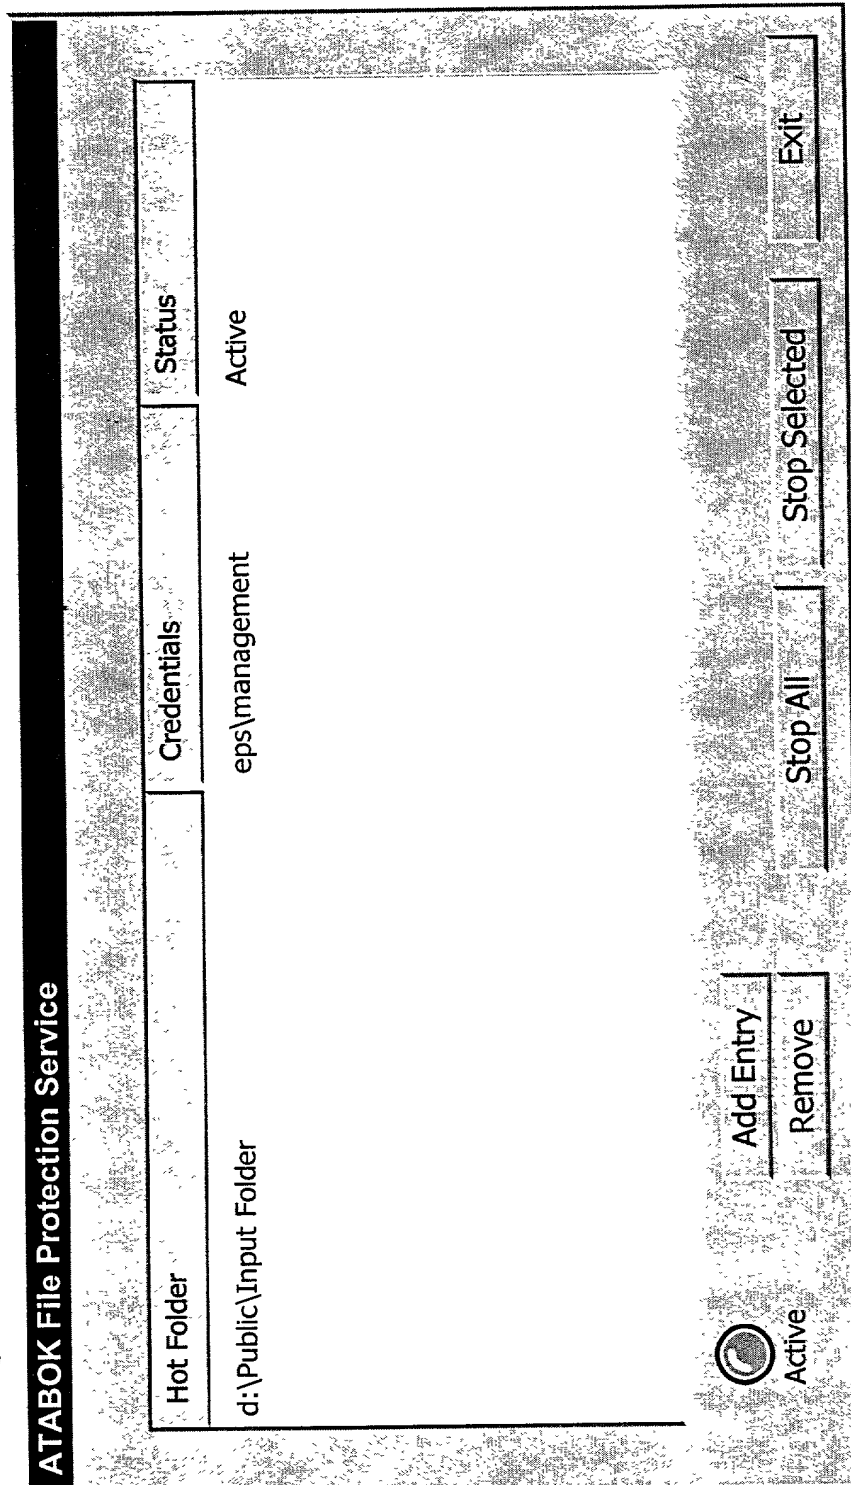 ATABOK File Protection Service
Hot Folder Credentials Status
d:\Public\Input Folder eps\management Active
Add Entry
Active Remove Stop All Stop Selected Exit